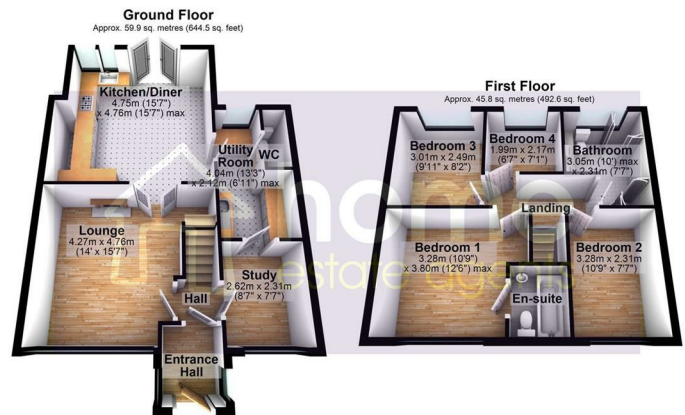 Ground Floor
Approx. 59.9 sq. metres (644.5 sq. feet)
Kitchen/Diner
4.75m (15'7")
x 4.76m (15'7") max
Utility
Room
4.04m (13'3")
x 2.12m (6'11") max
WC
Lounge
4.27m x 4.76m
(14' x 15'7")
Study
2.62m x 2.31m
(8'7" x 7'7")
Hall
Entrance
Hall
First Floor
Approx. 45.8 sq. metres (492.6 sq. feet)
Bedroom 3
3.01m x 2.49m
(9'11" x 8'2")
Bedroom 4
1.99m x 2.17m
(6'7" x 7'1")
Bathroom
3.05m (10') max
x 2.31m (7'7")
Landing
Bedroom 1
3.28m (10'9")
x 3.80m (12'6") max
Bedroom 2
3.28m x 2.31m
(10'9" x 7'7")
En-suite
home
estate agents